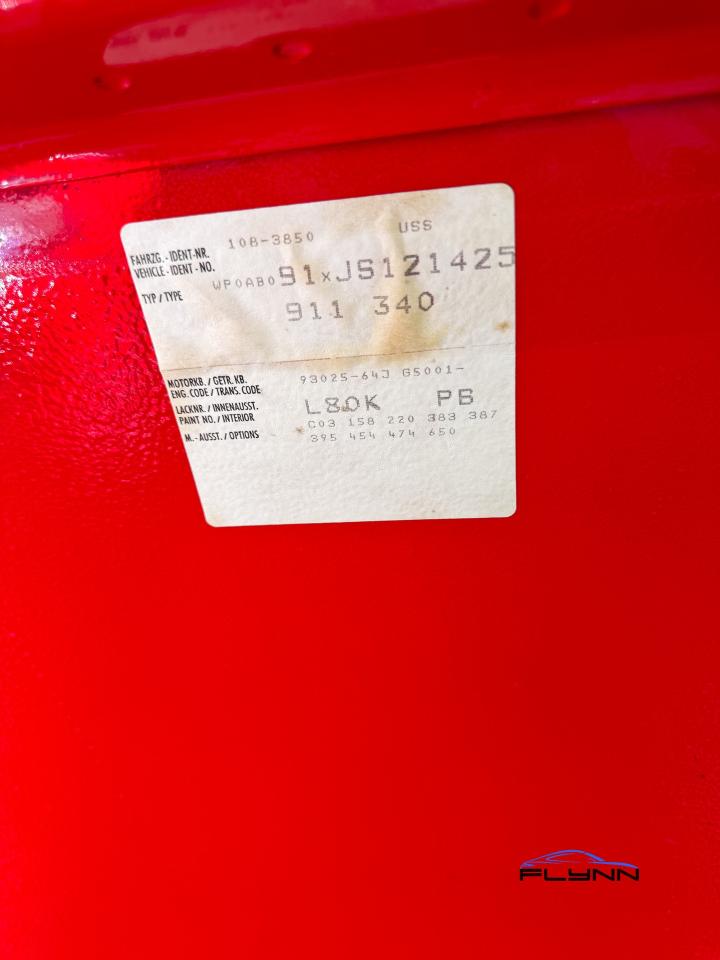 108-3850 USS
FAHRZG.-IDENT-NR.
VEHICLE-IDENT-NO. WP0AB091xJS121425
TYP/TYPE 911 340
MOTORKB./GETR.KB.
ENG.CODE/TRANS.CODE 93025-64J G5001-
LACKNR./INNENAUSST.
PAINT NO./INTERIOR L80K PB
M.-AUSST./OPTIONS C03 158 220 383 387
395 454 474 650
FLYNN